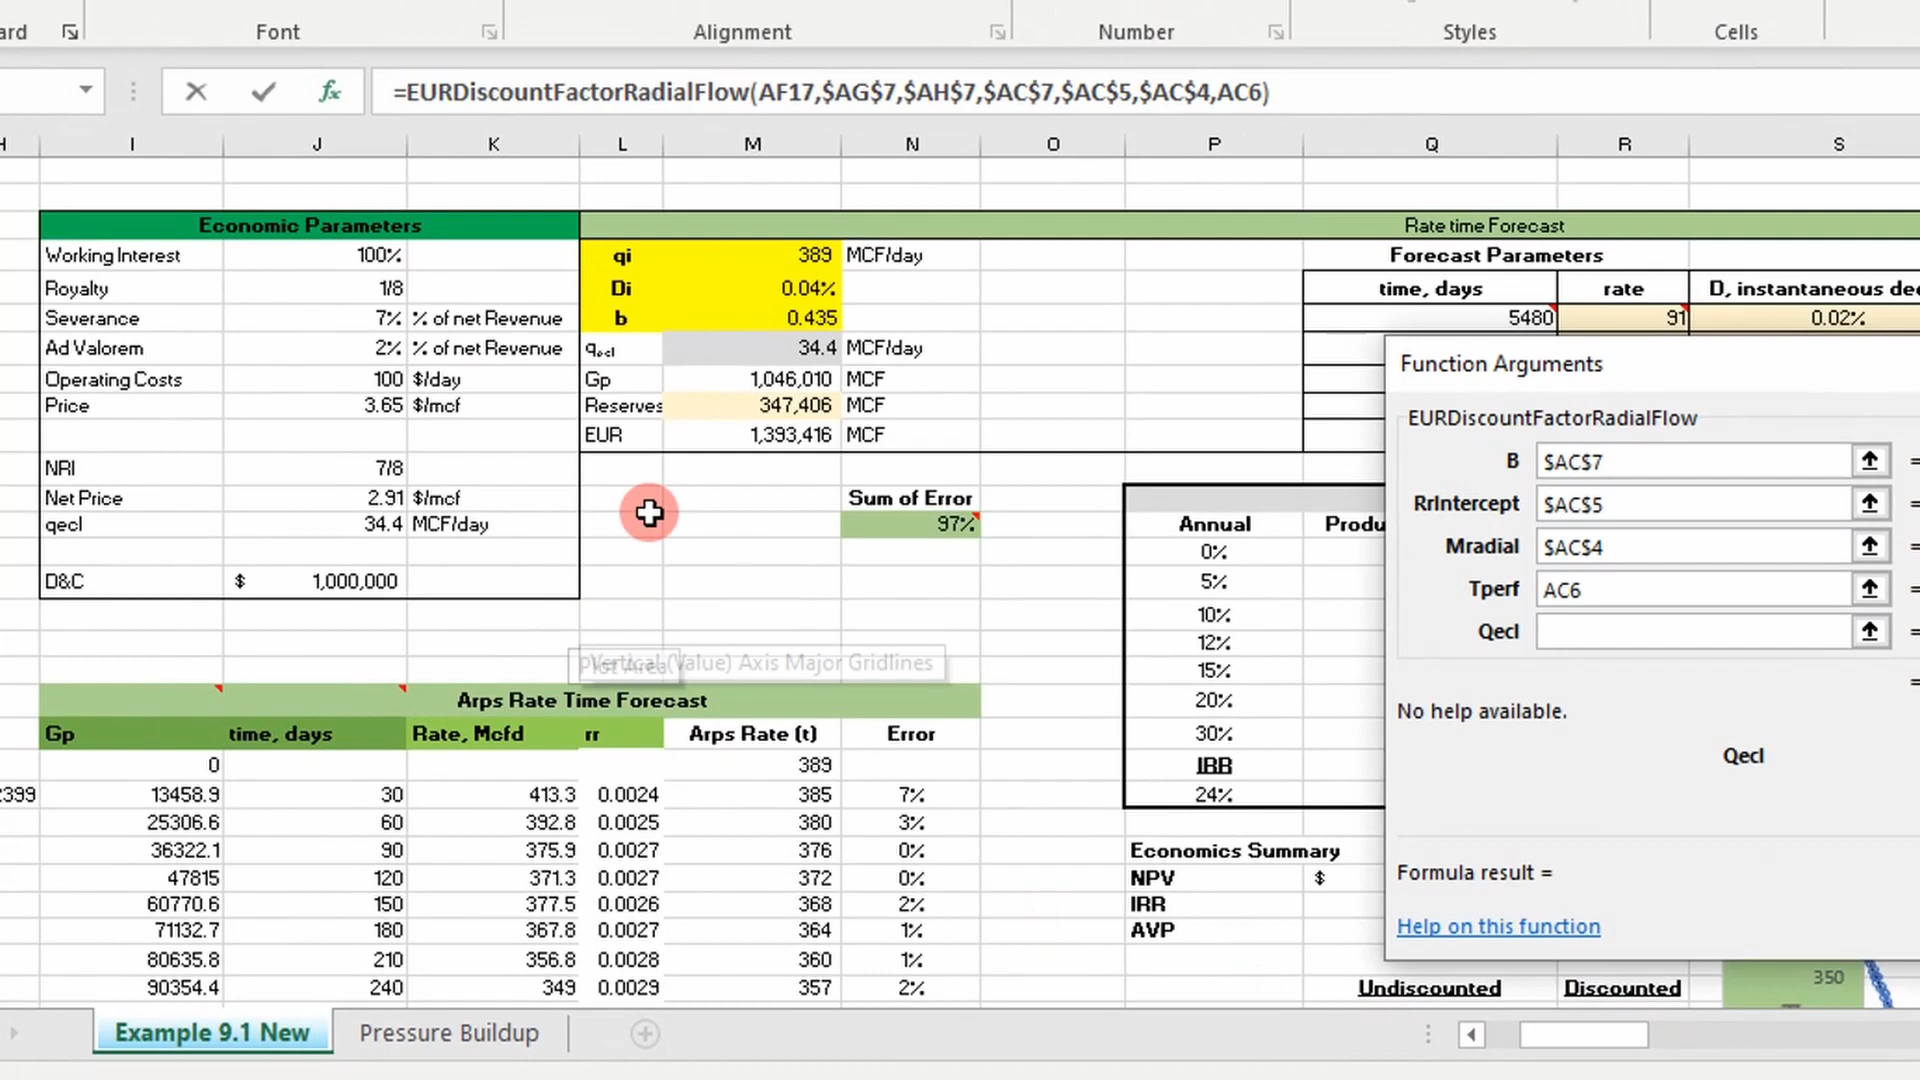 ard Font Alignment Number Styles Cells
=EURDiscountFactorRadialFlow(AF17,$AG$7,$AH$7,$AC$7,$AC$5,$AC$4,AC6)
H I J K L M N O P Q R S
Economic Parameters Rate time Forecast
Working Interest 100% qi 389 MCF/day Forecast Parameters
Royalty 1/8 Di 0.04% time, days rate D, instantaneous dec
Severance 7% % of net Revenue b 0.435 5480 91 0.02%
Ad Valorem 2% % of net Revenue qecl 34.4 MCF/day
Operating Costs 100 $/day Gp 1,046,010 MCF
Price 3.65 $/mcf Reserves 347,406 MCF
EUR 1,393,416 MCF
NRI 7/8
Net Price 2.91 $/mcf Sum of Error
qecl 34.4 MCF/day 97% Annual Produ
0%
D&C $ 1,000,000 5%
10%
12%
Vertical (Value) Axis Major Gridlines 15%
Arps Rate Time Forecast 20%
Gp time, days Rate, Mcfd rr Arps Rate (t) Error 30%
0 389 IRR
2399 13458.9 30 413.3 0.0024 385 7% 24%
25306.6 60 392.8 0.0025 380 3%
36322.1 90 375.9 0.0027 376 0% Economics Summary
47815 120 371.3 0.0027 372 0% NPV $
60770.6 150 377.5 0.0026 368 2% IRR
71132.7 180 367.8 0.0027 364 1% AVP
80635.8 210 356.8 0.0028 360 1%
90354.4 240 349 0.0029 357 2% Undiscounted Discounted
Function Arguments
EURDiscountFactorRadialFlow
B $AC$7 =
RrIntercept $AC$5 =
Mradial $AC$4 =
Tperf AC6 =
Qecl =
=
No help available.
Qecl
Formula result =
Help on this function
350
Example 9.1 New Pressure Buildup